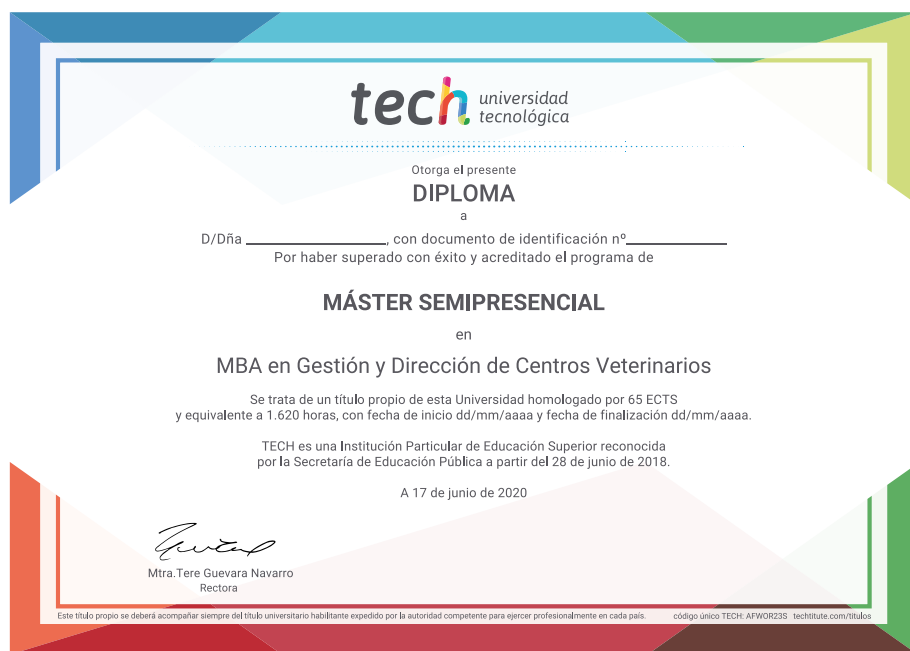 tech universidad
tecnológica
Otorga el presente
DIPLOMA
a
D/Dña ____________________, con documento de identificación nº______________
Por haber superado con éxito y acreditado el programa de
MÁSTER SEMIPRESENCIAL
en
MBA en Gestión y Dirección de Centros Veterinarios
Se trata de un título propio de esta Universidad homologado por 65 ECTS
y equivalente a 1.620 horas, con fecha de inicio dd/mm/aaaa y fecha de finalización dd/mm/aaaa.
TECH es una Institución Particular de Educación Superior reconocida
por la Secretaría de Educación Pública a partir del 28 de junio de 2018.
A 17 de junio de 2020
Mtra.Tere Guevara Navarro
Rectora
Este título propio se deberá acompañar siempre del título universitario habilitante expedido por la autoridad competente para ejercer profesionalmente en cada país. código único TECH: AFWOR23S techtitute.com/titulos